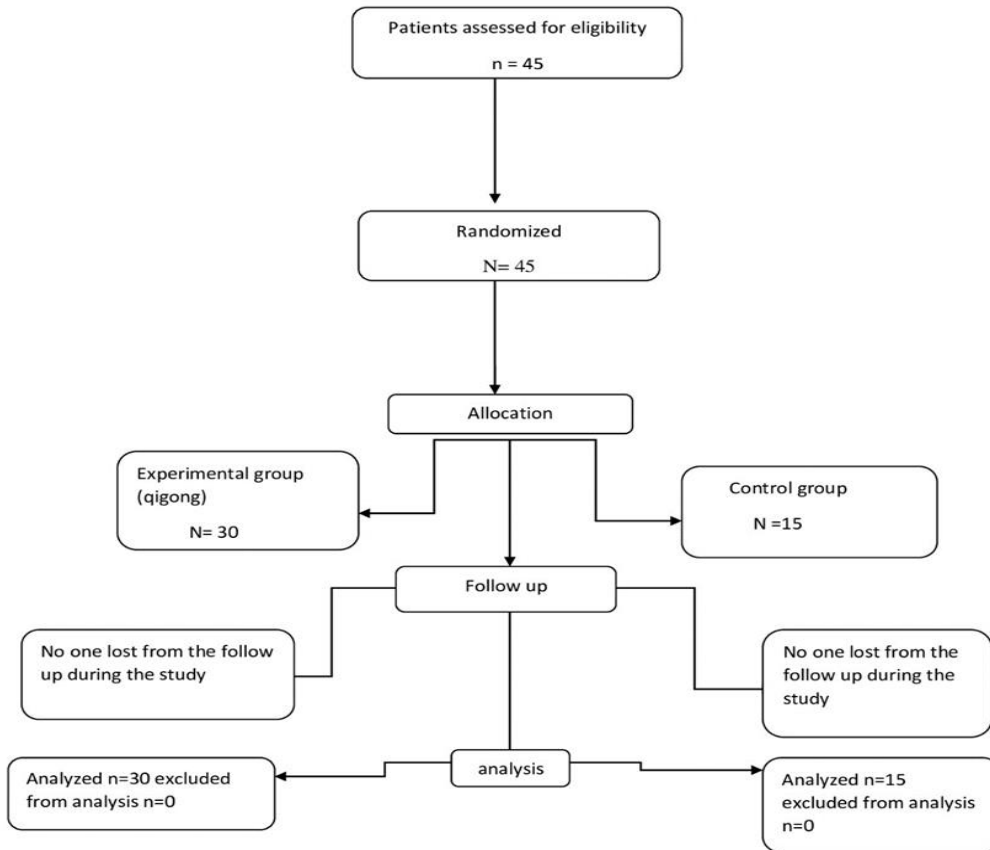 Patients assessed for eligibility
n = 45
Randomized
N= 45
Allocation
Experimental group
(qigong)
N= 30
Control group
N =15
Follow up
No one lost from the follow
up during the study
No one lost from the
follow up during the
study
analysis
Analyzed n=30 excluded
from analysis n=0
Analyzed n=15
excluded from analysis
n=0